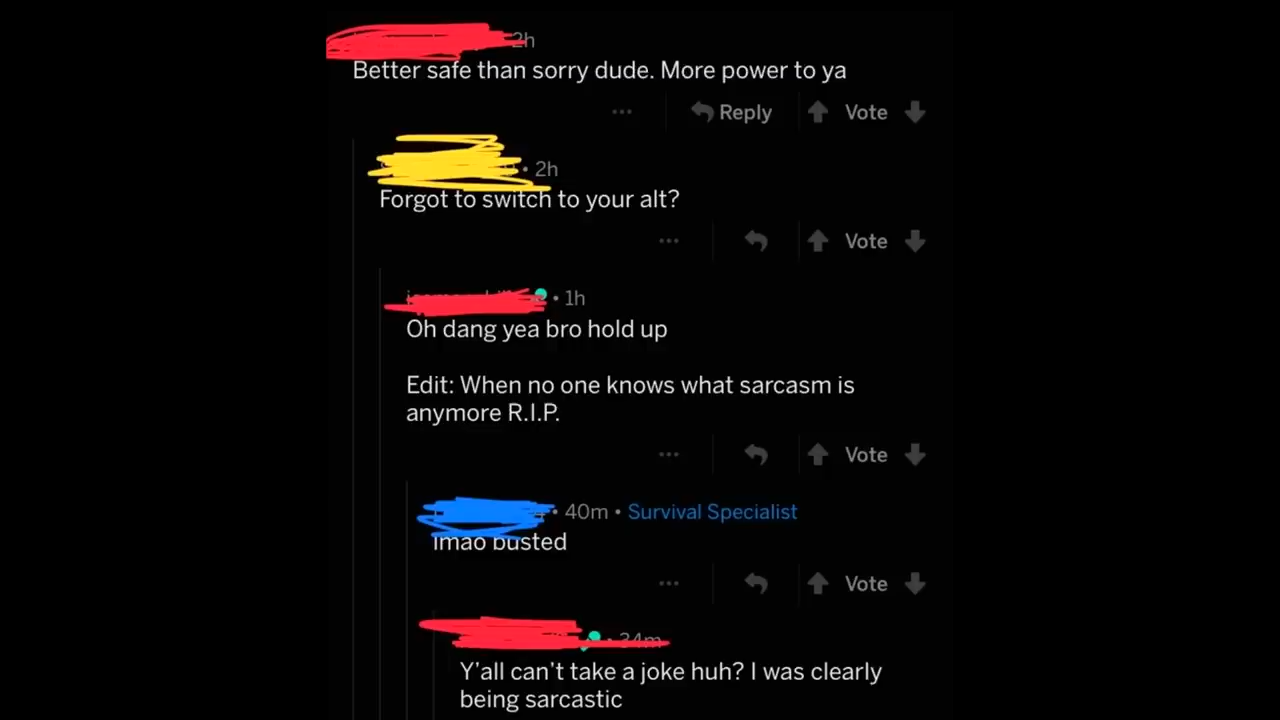 2h
Better safe than sorry dude. More power to ya
Reply Vote
• 2h
Forgot to switch to your alt?
Vote
• 1h
Oh dang yea bro hold up
Edit: When no one knows what sarcasm is
anymore R.I.P.
Vote
• 40m • Survival Specialist
lmao busted
Vote
• 34m
Y'all can't take a joke huh? I was clearly
being sarcastic